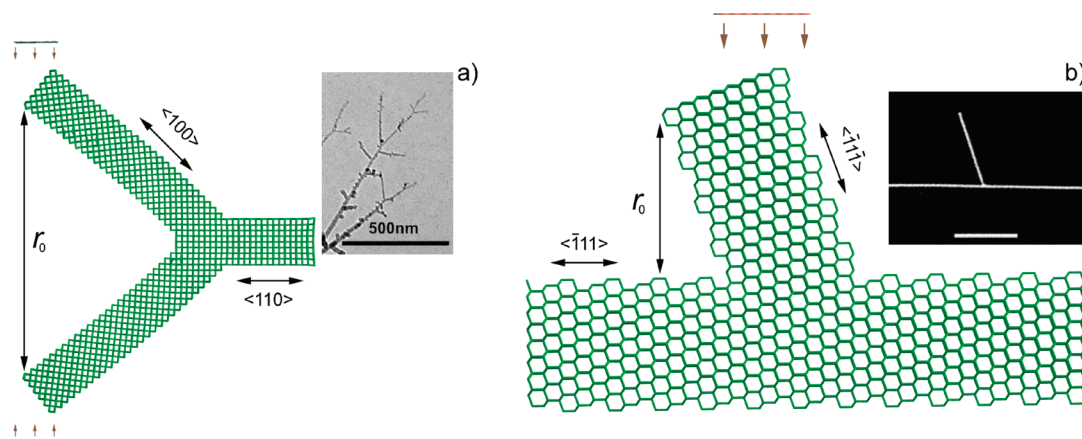 a)
<100>
r₀
500nm
<110>
b)
<1̄11̄>
r₀
<1̄11>